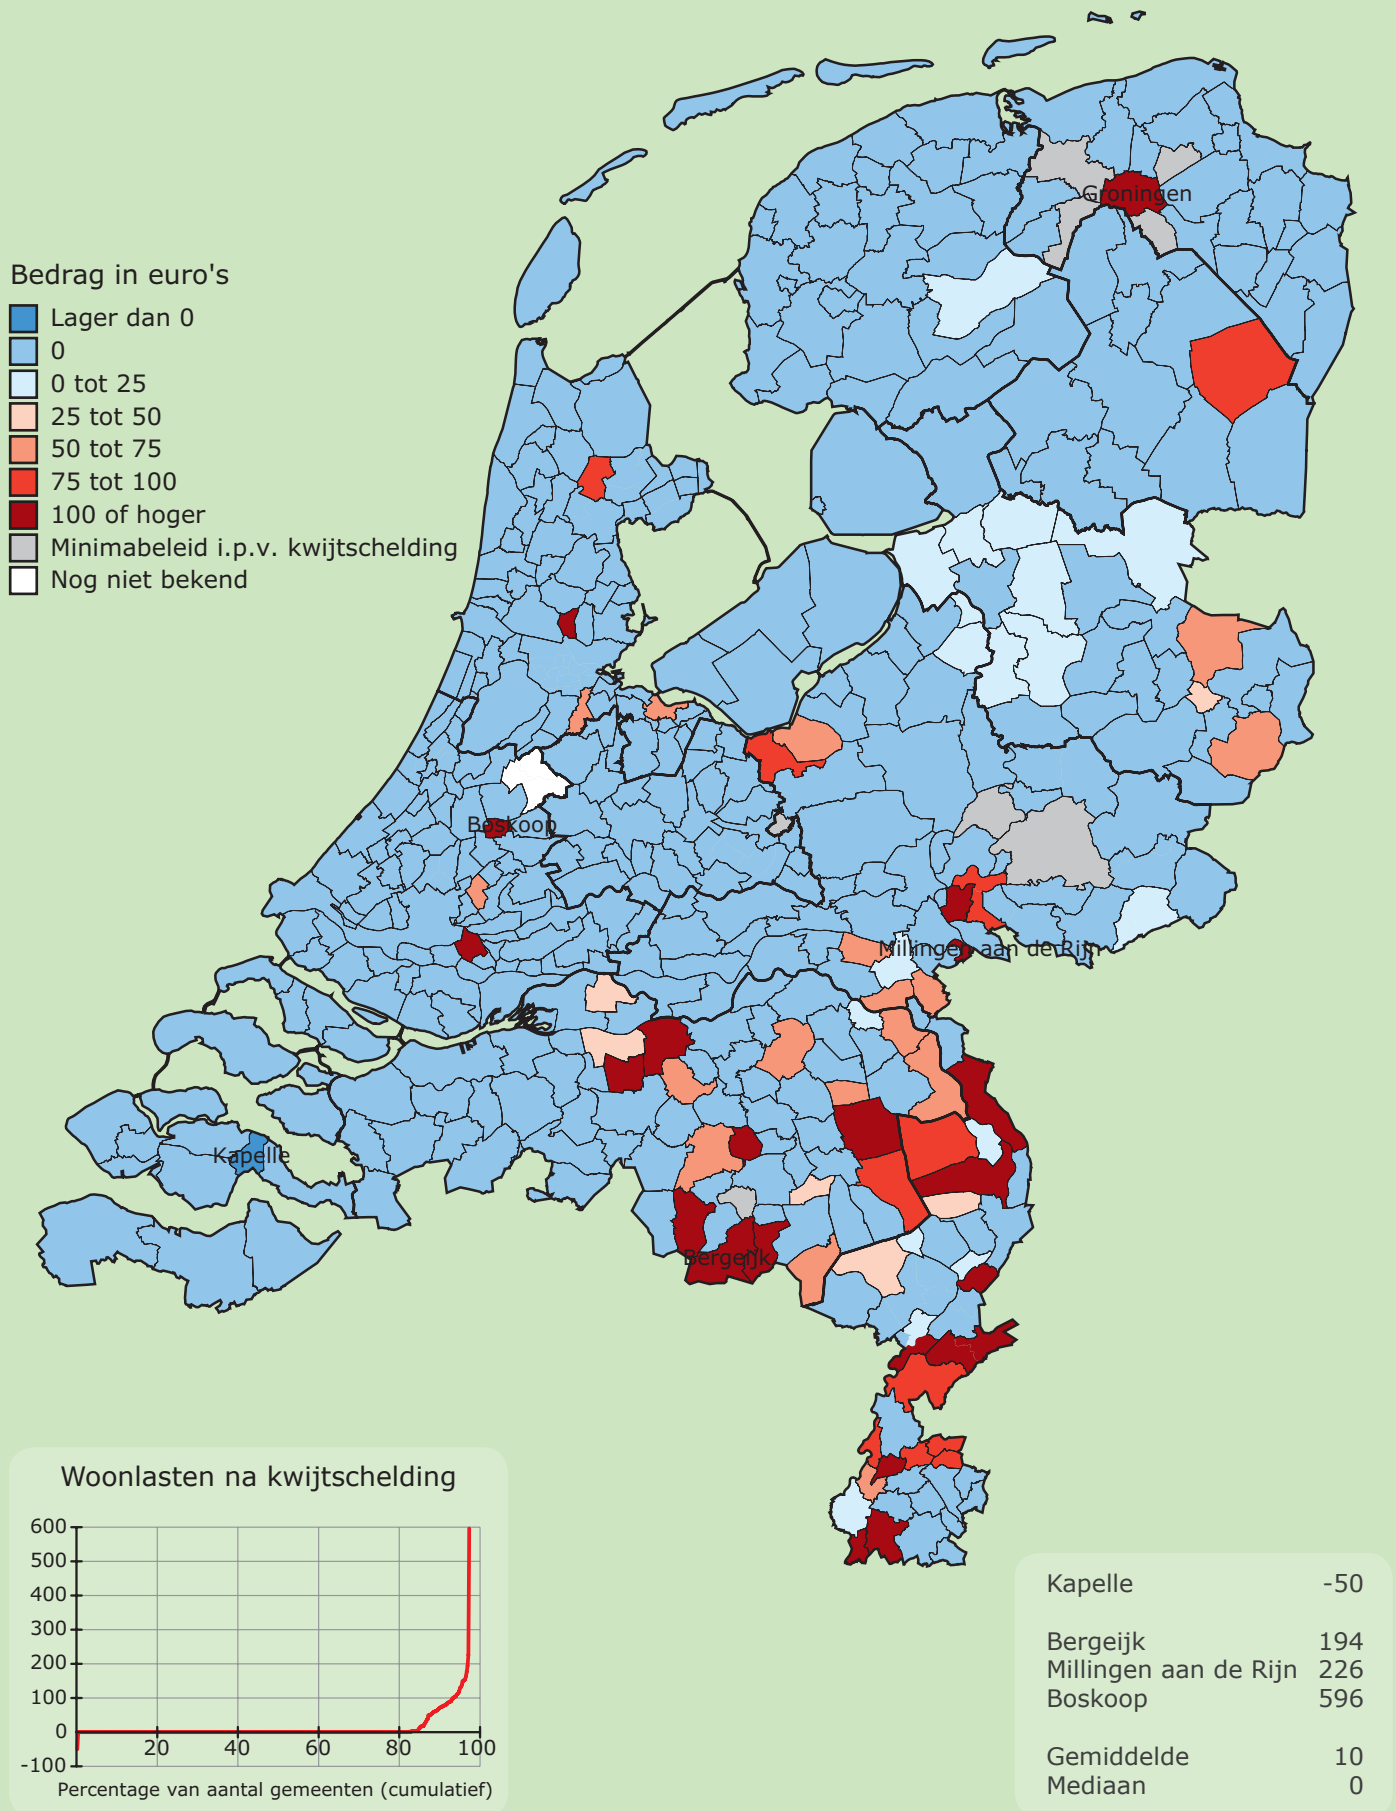 Groningen
Bedrag in euro's
Lager dan 0
0
0 tot 25
25 tot 50
50 tot 75
75 tot 100
100 of hoger
Minimabeleid i.p.v. kwijtschelding
Nog niet bekend
Boskoop
Millingen aan de Rijn
Kapelle
Bergeijk
Woonlasten na kwijtschelding
600
500
400
300
200
100
0
-100
20 40 60 80 100
Percentage van aantal gemeenten (cumulatief)
Kapelle -50
Bergeijk 194
Millingen aan de Rijn 226
Boskoop 596
Gemiddelde 10
Mediaan 0